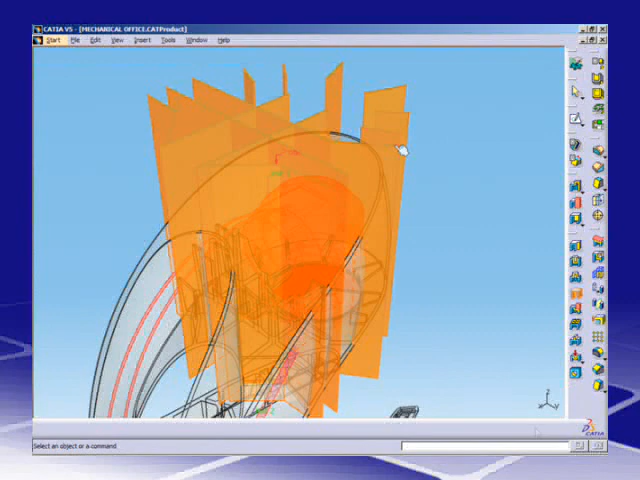 CATIA V5 - [MECHANICAL OFFICE.CATProduct]
Start File Edit View Insert Tools Window Help
z
x
y
CATIA
Select an object or a command